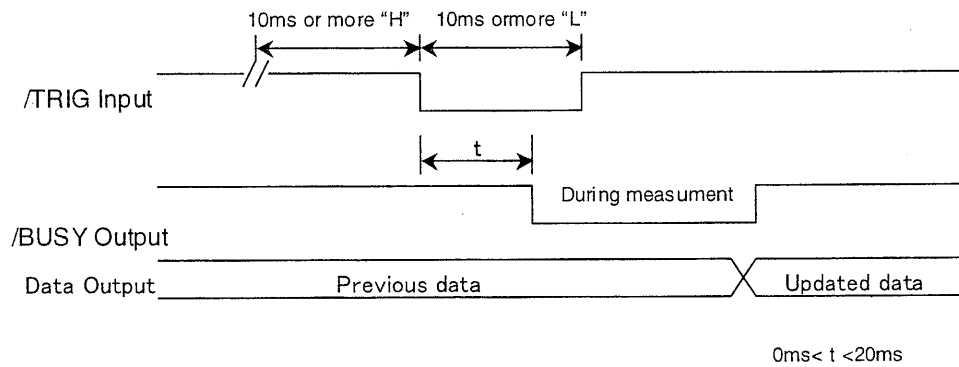 10ms or more “H”
10ms ormore “L”
/TRIG Input
t
During measument
/BUSY Output
Data Output
Previous data
Updated data
0ms< t <20ms